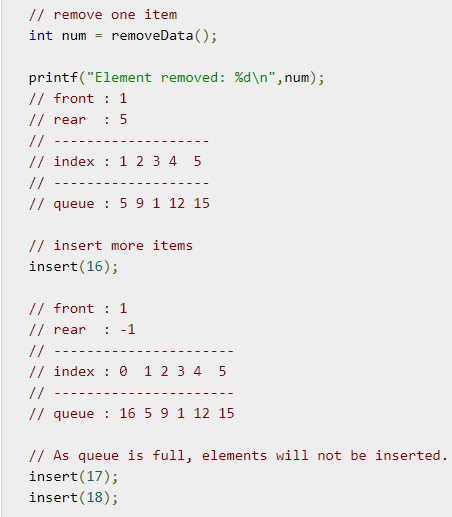 // remove one item
int num = removeData();
printf("Element removed: %d\n",num);
// front : 1
// rear  : 5
// -------------------
// index : 1 2 3 4  5
// -------------------
// queue : 5 9 1 12 15
// insert more items
insert(16);
// front : 1
// rear  : -1
// ----------------------
// index : 0  1 2 3 4  5
// ----------------------
// queue : 16 5 9 1 12 15
// As queue is full, elements will not be inserted.
insert(17);
insert(18);